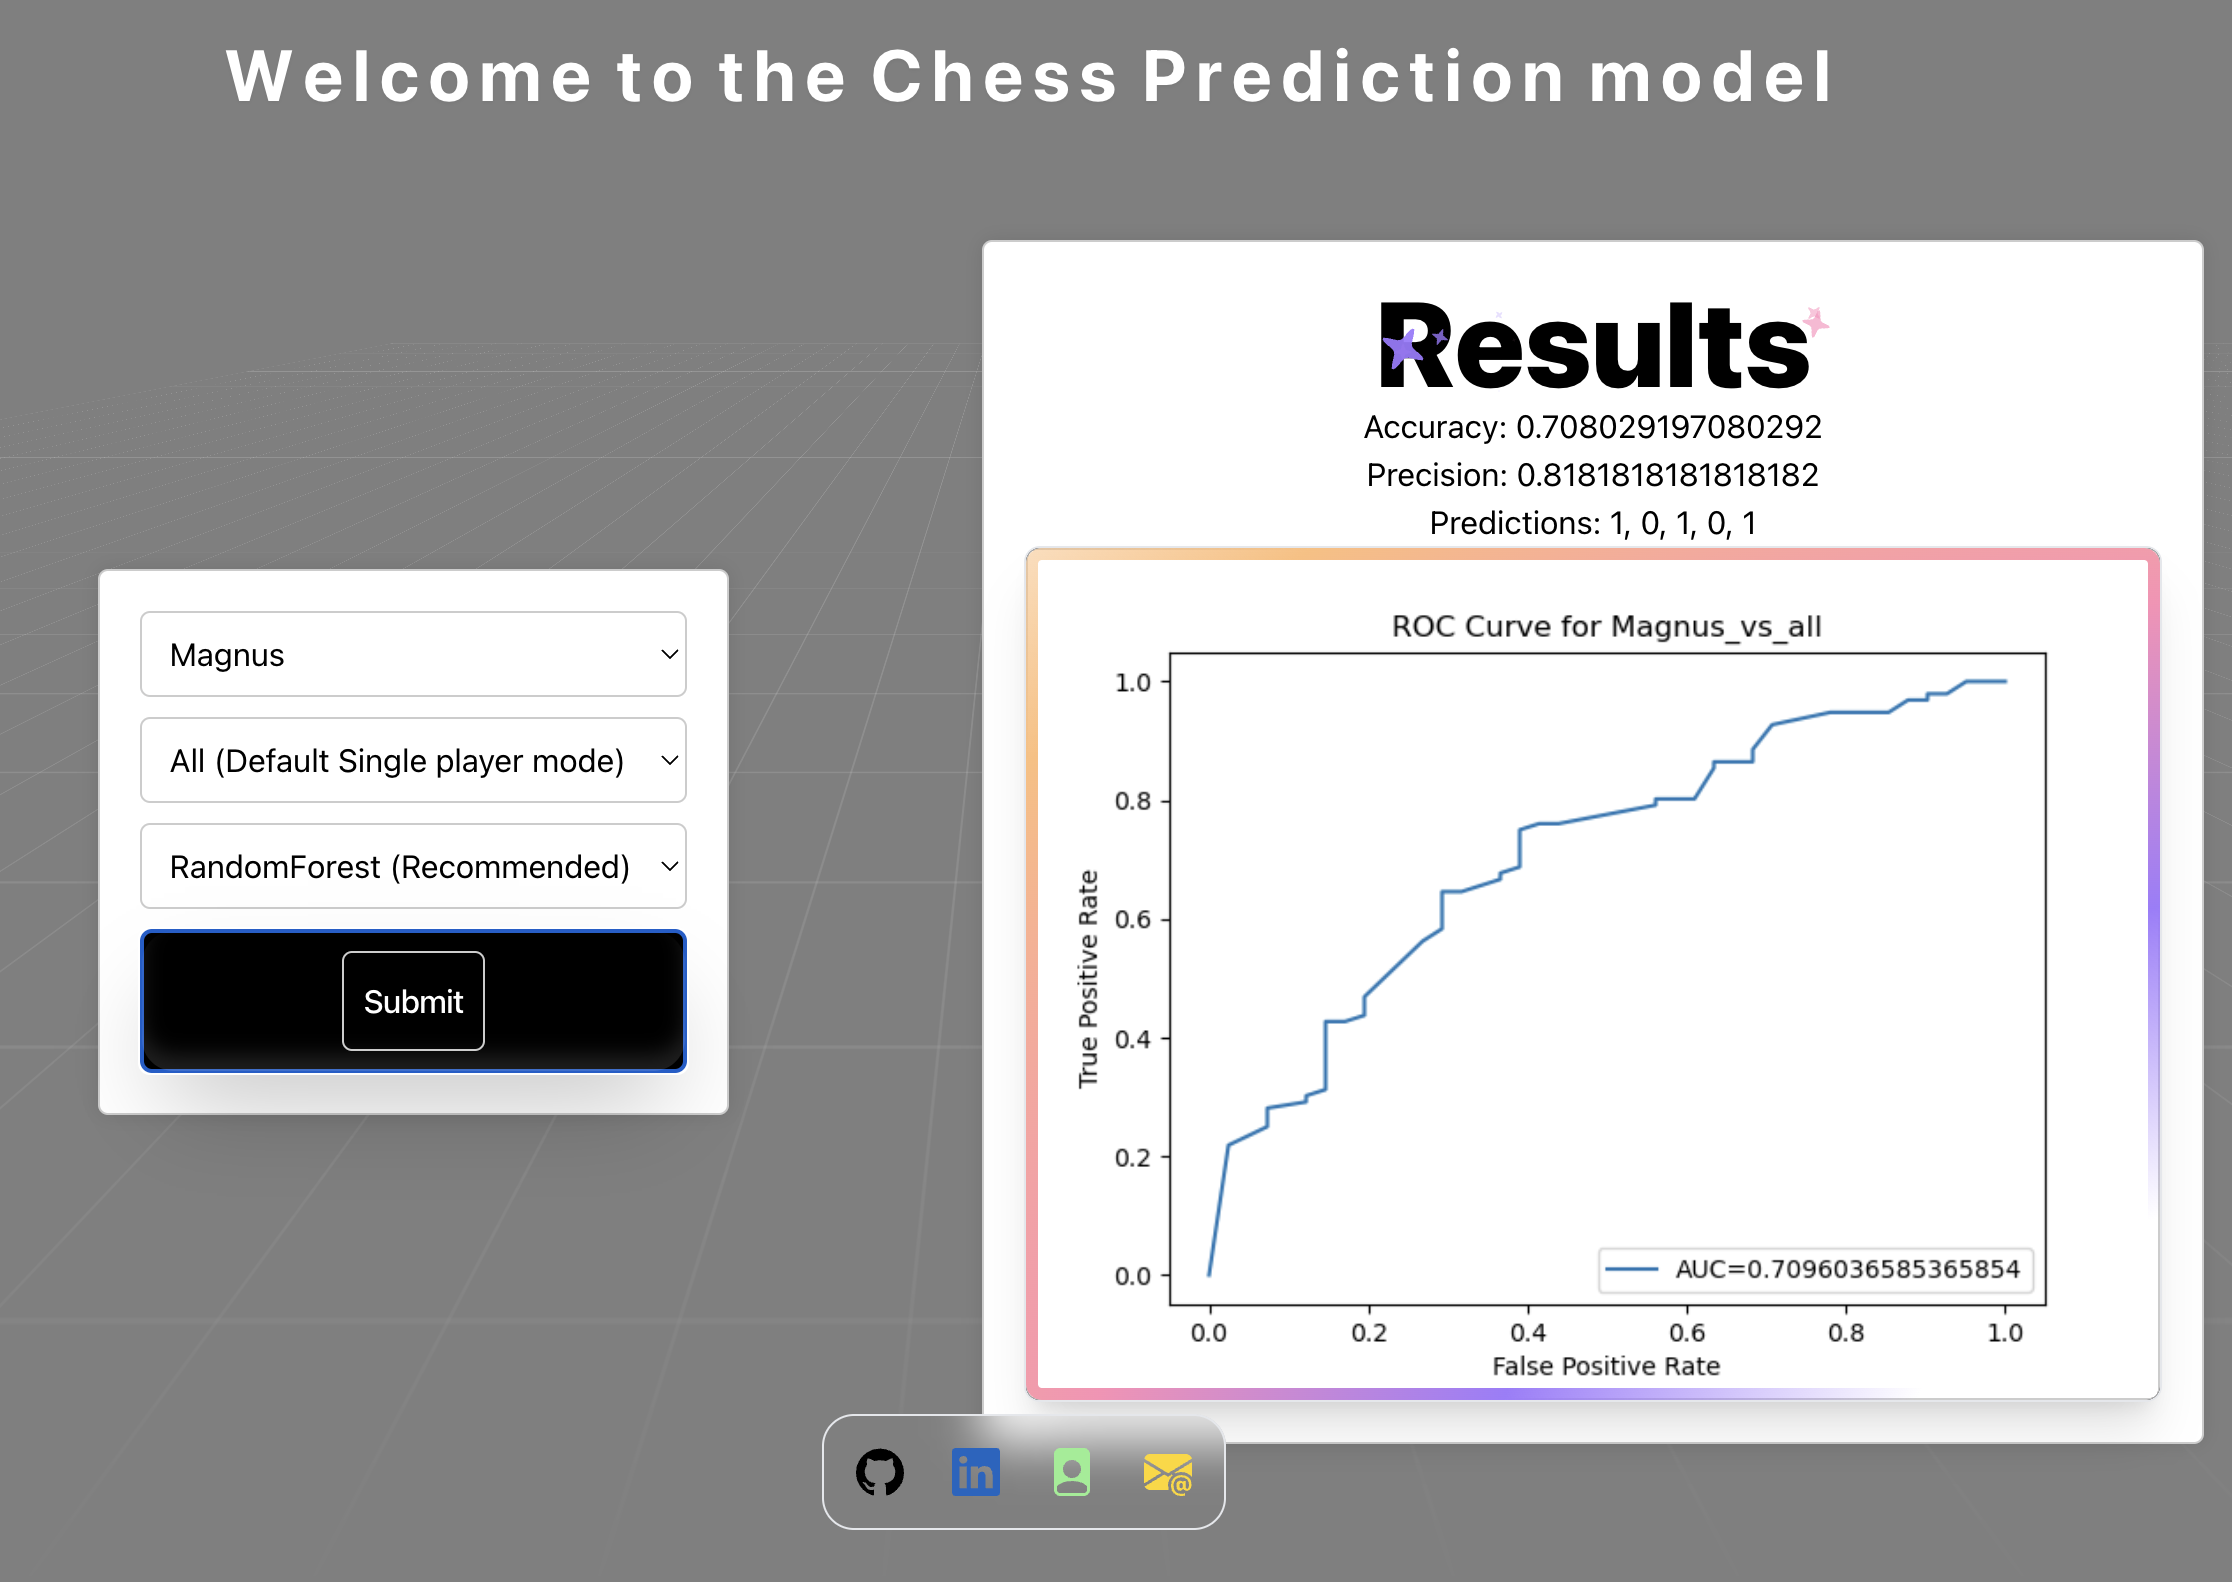 Welcome to the Chess Prediction model
Magnus
All (Default Single player mode)
RandomForest (Recommended)
Submit
Results
Accuracy: 0.708029197080292
Precision: 0.8181818181818182
Predictions: 1, 0, 1, 0, 1
ROC Curve for Magnus_vs_all
True Positive Rate
1.0
0.8
0.6
0.4
0.2
0.0
AUC=0.7096036585365854
0.0 0.2 0.4 0.6 0.8 1.0
False Positive Rate
in
@